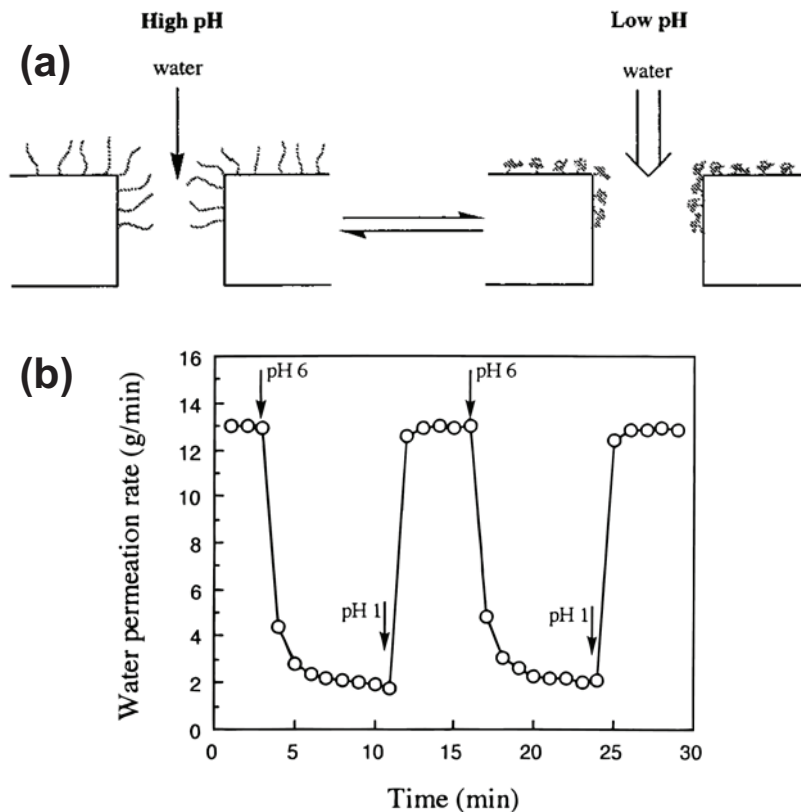 High pH
Low pH
(a)
water
water
(b)
Water permeation rate (g/min)
16
14
12
10
8
6
4
2
0
pH 6
pH 6
pH 1
pH 1
0
5
10
15
20
25
30
Time (min)